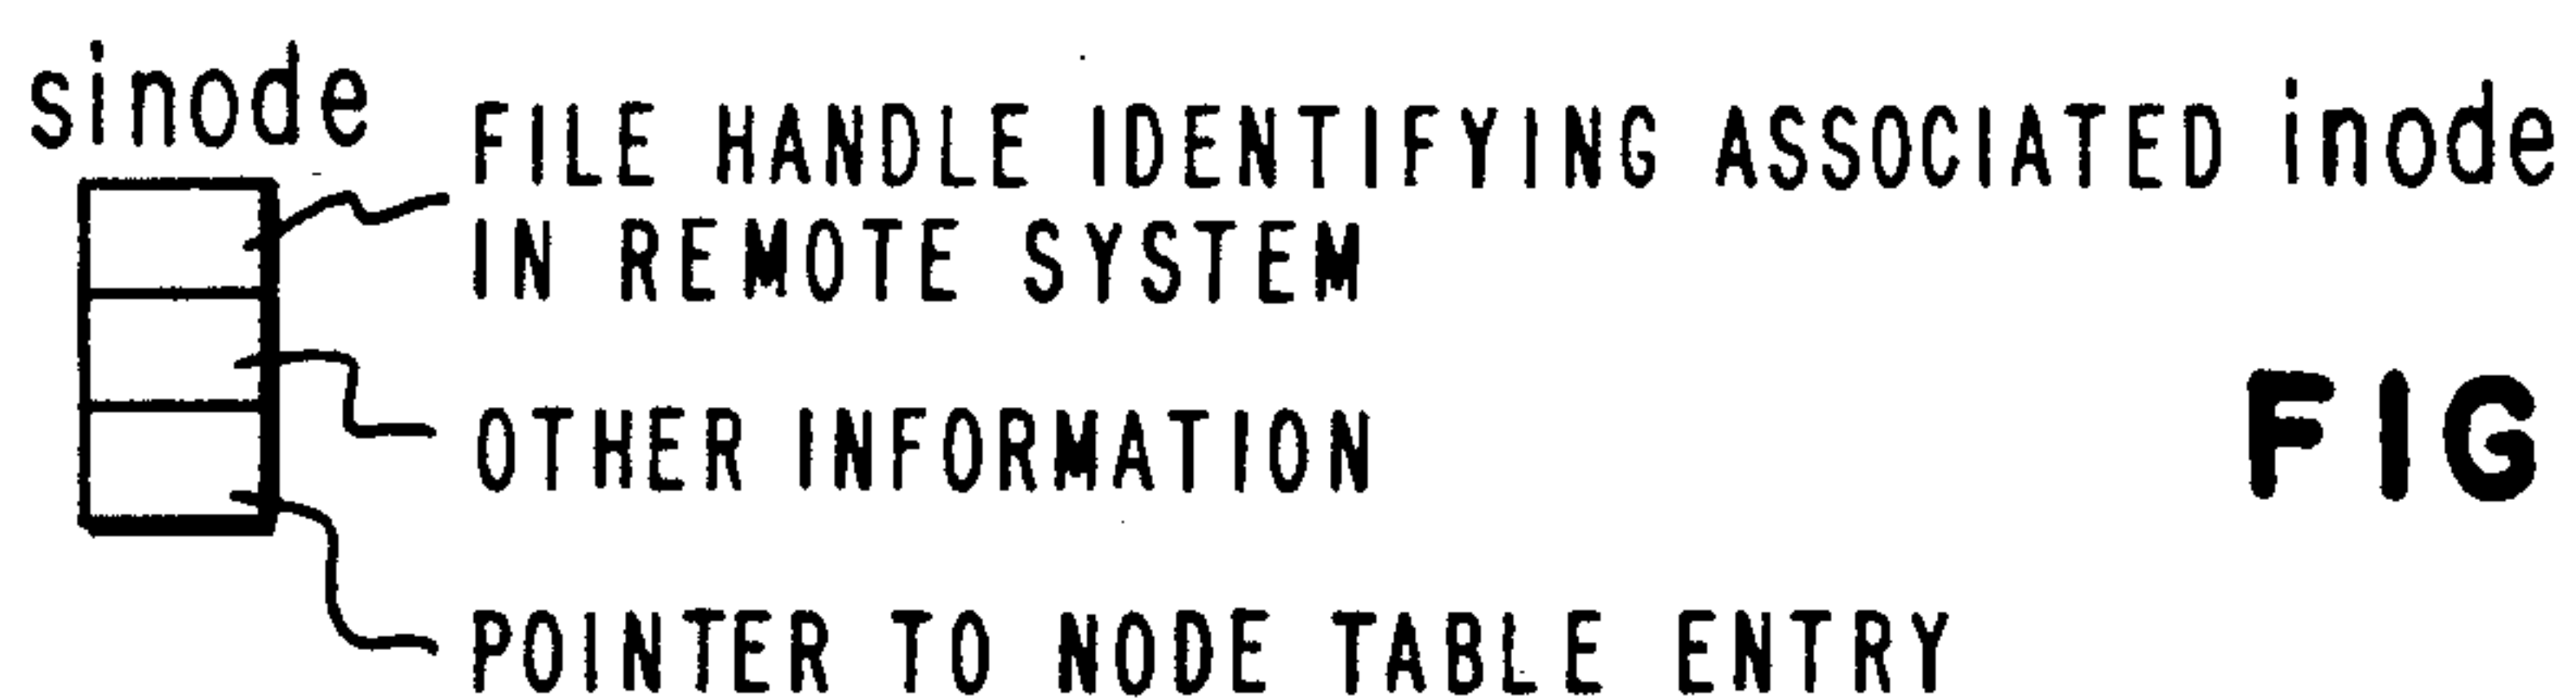 sinode
FILE HANDLE IDENTIFYING ASSOCIATED inode
IN REMOTE SYSTEM
OTHER INFORMATION
FIG
POINTER TO NODE TABLE ENTRY